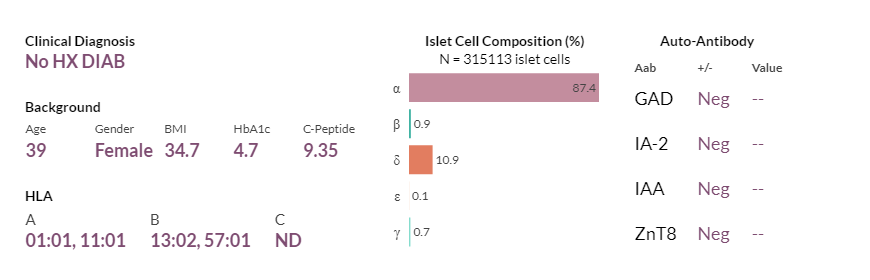 Clinical Diagnosis
No HX DIAB
Background
Age Gender BMI HbA1c C-Peptide
39 Female 34.7 4.7 9.35
HLA
A B C
01:01, 11:01 13:02, 57:01 ND
Islet Cell Composition (%)
N = 315113 islet cells
α 87.4
β 0.9
δ 10.9
ε 0.1
γ 0.7
Auto-Antibody
Aab +/- Value
GAD Neg --
IA-2 Neg --
IAA Neg --
ZnT8 Neg --